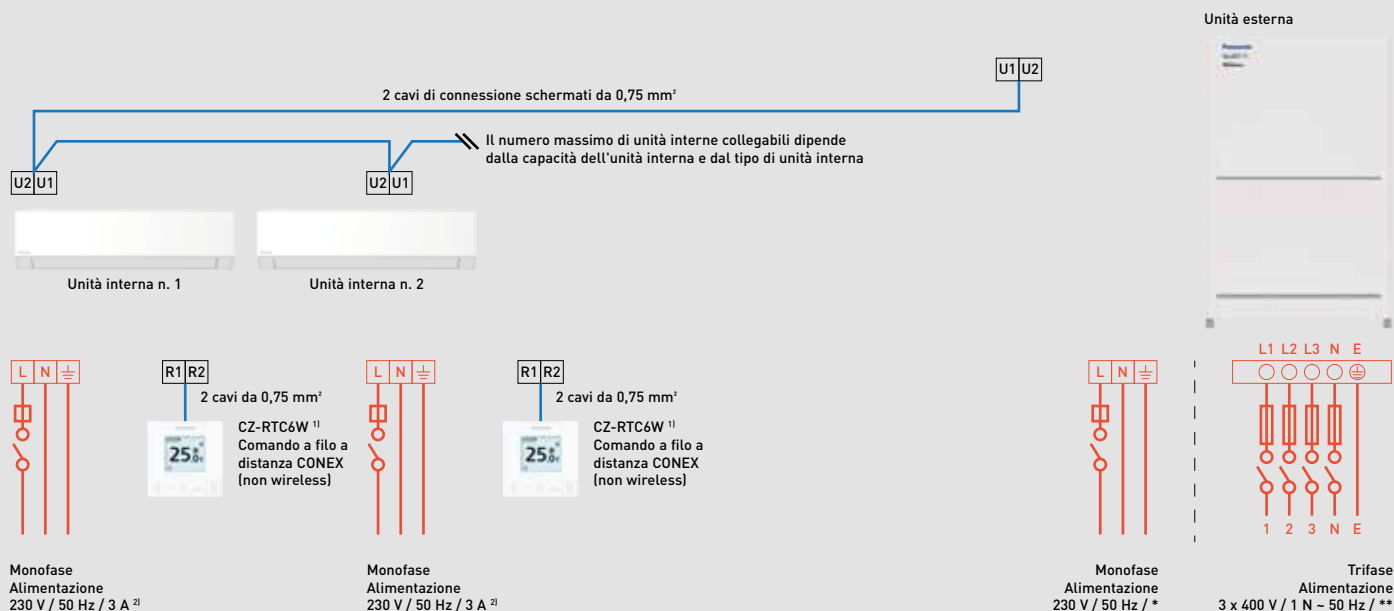 Unità esterna
Panasonic
U1 U2
2 cavi di connessione schermati da 0,75 mm²
Il numero massimo di unità interne collegabili dipende
dalla capacità dell'unità interna e dal tipo di unità interna
U2 U1
U2 U1
Unità interna n. 1
Unità interna n. 2
L N
R1 R2
2 cavi da 0,75 mm²
CZ-RTC6W ¹⁾
Comando a filo a
distanza CONEX
(non wireless)
25.0
L N
R1 R2
2 cavi da 0,75 mm²
CZ-RTC6W ¹⁾
Comando a filo a
distanza CONEX
(non wireless)
25.0
L N
L1 L2 L3 N E
1 2 3 N E
Monofase
Alimentazione
230 V / 50 Hz / 3 A ²⁾
Monofase
Alimentazione
230 V / 50 Hz / 3 A ²⁾
Monofase
Alimentazione
230 V / 50 Hz / *
Trifase
Alimentazione
3 x 400 V / 1 N ~ 50 Hz / **